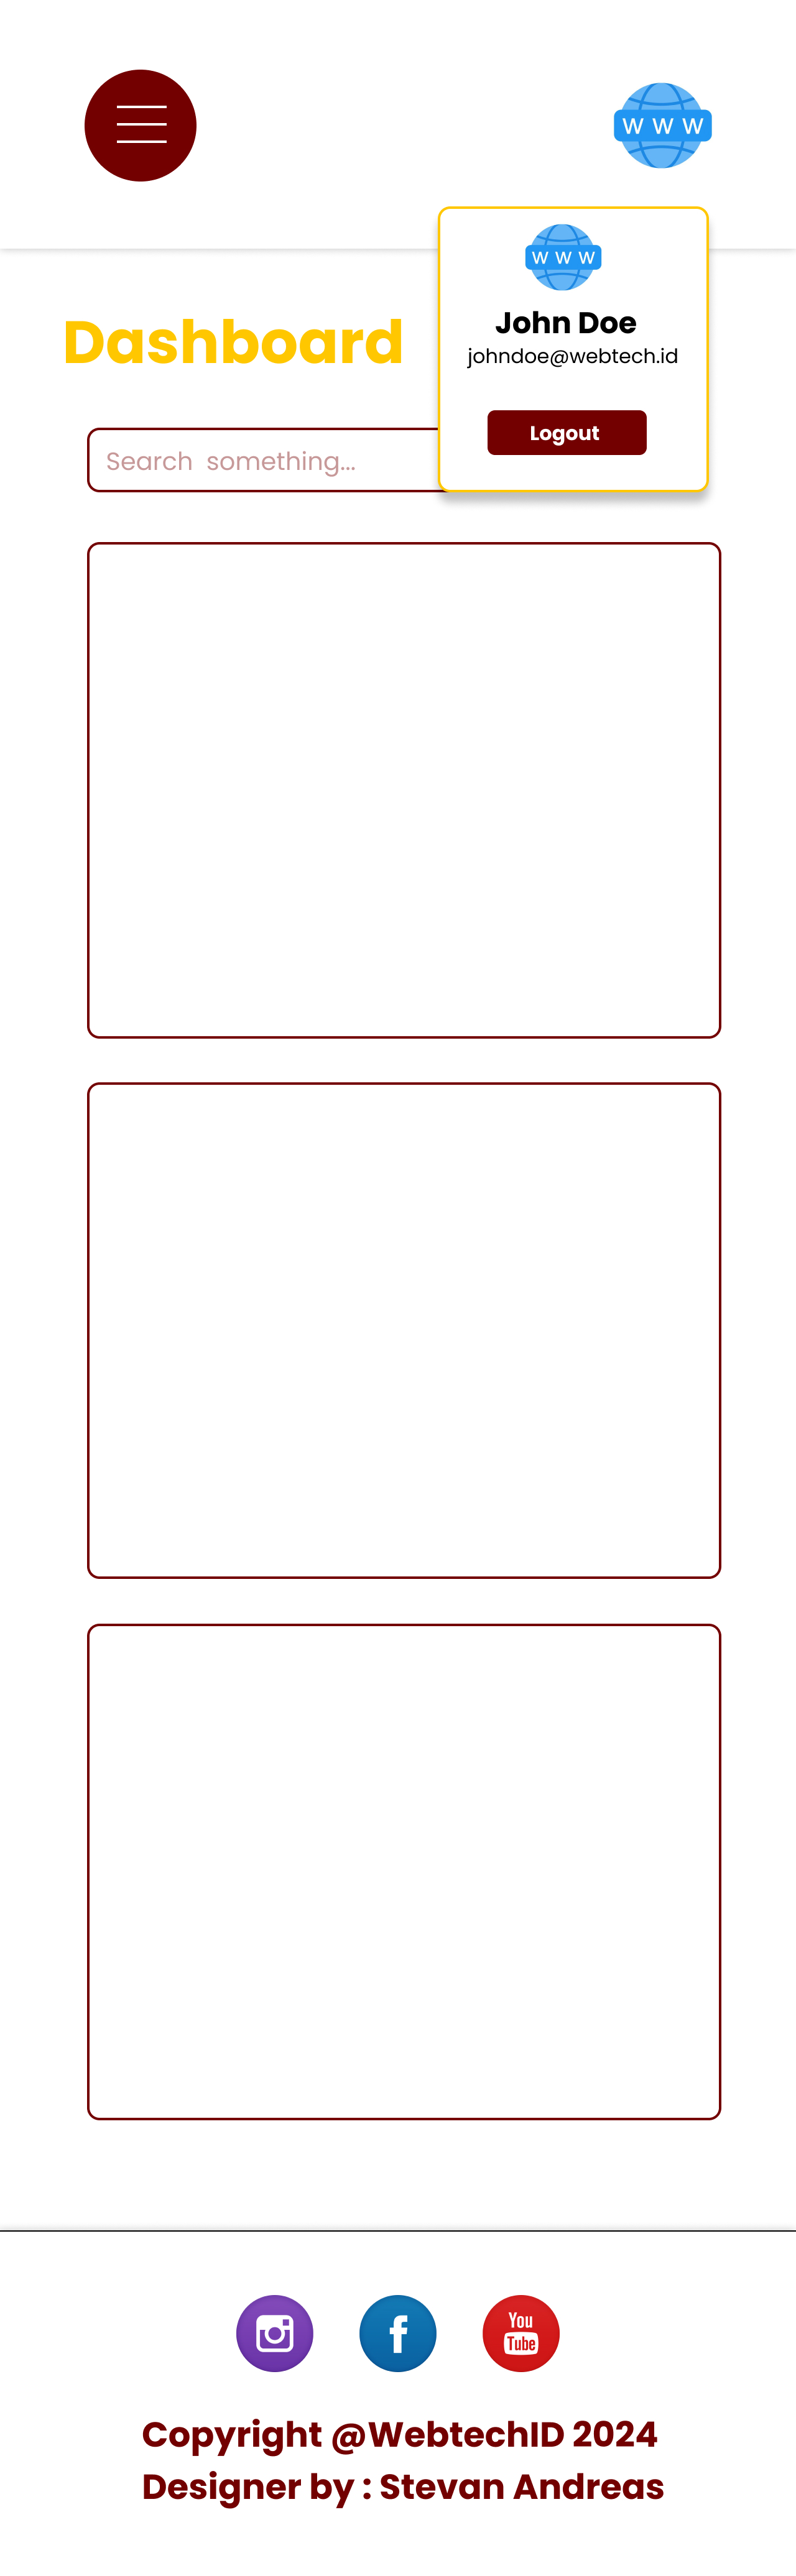 W W W
W W W
John Doe
Dashboard
johndoe@webtech.id
Logout
Search something...
You
Tube
Copyright @WebtechID 2024
Designer by : Stevan Andreas